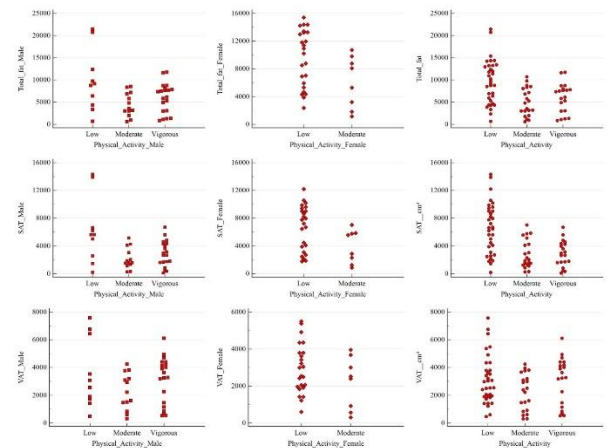 25000
20000
15000
10000
5000
0
Total_fat_Male
Low Moderate Vigorous
Physical_Activity_Male
16000
12000
8000
4000
0
Total_fat_Female
Low Moderate
Physical_Activity_Female
25000
20000
15000
10000
5000
0
Total_fat
Low Moderate Vigorous
Physical_Activity
16000
12000
8000
4000
0
SAT_Male
Low Moderate Vigorous
Physical_Activity_Male
16000
12000
8000
4000
0
SAT_Female
Low Moderate
Physical_Activity_Female
16000
12000
8000
4000
0
SAT__cm³
Low Moderate Vigorous
Physical_Activity
8000
6000
4000
2000
0
VAT_Male
Low Moderate Vigorous
Physical_Activity_Male
6000
4000
2000
0
VAT_Female
Low Moderate
Physical_Activity_Female
8000
6000
4000
2000
0
VAT__cm³
Low Moderate Vigorous
Physical_Activity